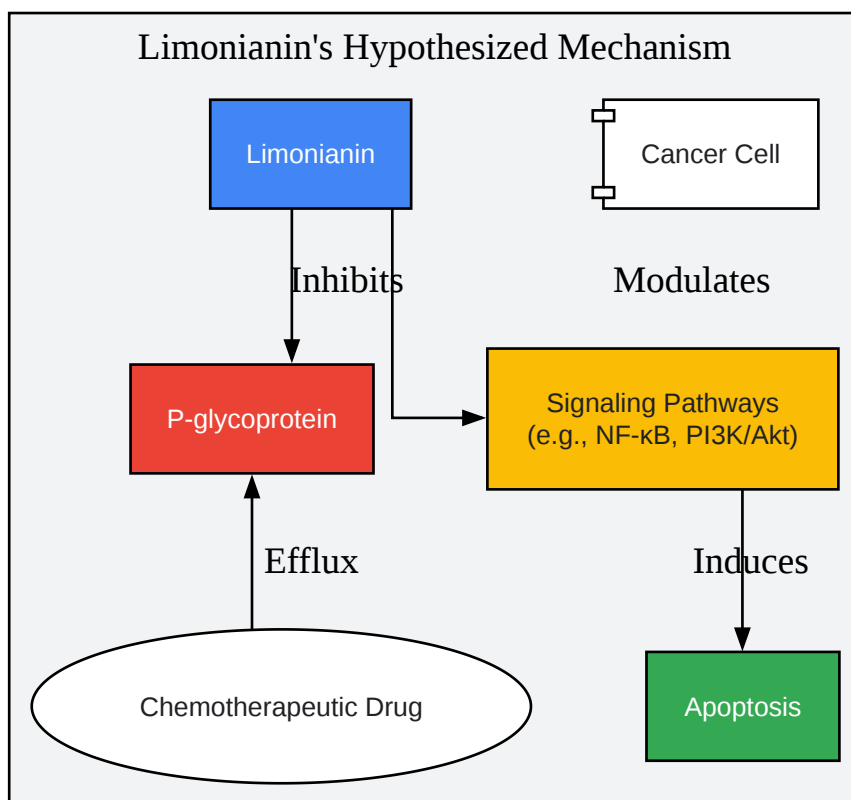 Limonianin's Hypothesized Mechanism
Limonianin
Cancer Cell
Inhibits
Modulates
P-glycoprotein
Signaling Pathways
(e.g., NF-κB, PI3K/Akt)
Efflux
Induces
Chemotherapeutic Drug
Apoptosis